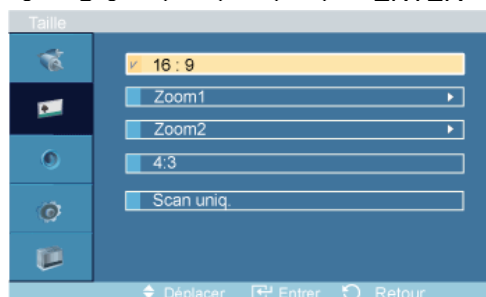 Taille
16 : 9
Zoom1
Zoom2
4:3
Scan uniq.
Déplacer Entrer Retour